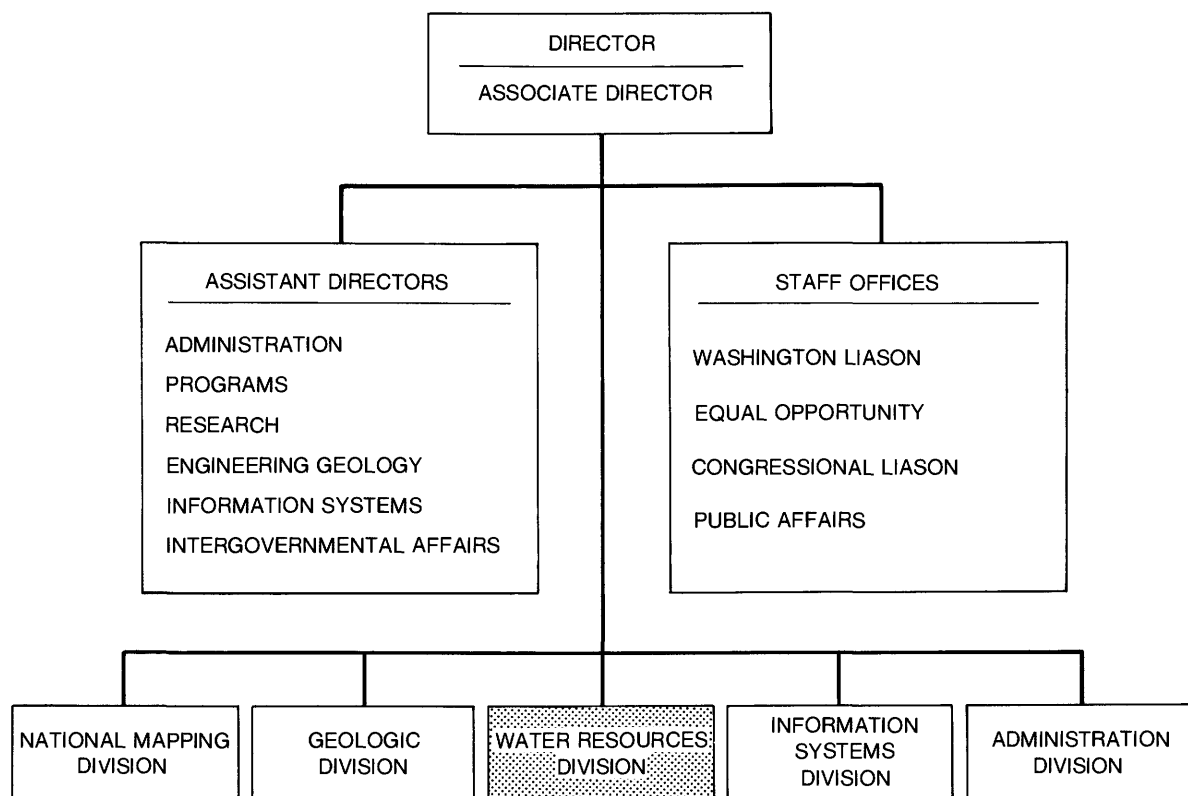 DIRECTOR
ASSOCIATE DIRECTOR
ASSISTANT DIRECTORS
ADMINISTRATION
PROGRAMS
RESEARCH
ENGINEERING GEOLOGY
INFORMATION SYSTEMS
INTERGOVERNMENTAL AFFAIRS
STAFF OFFICES
WASHINGTON LIASON
EQUAL OPPORTUNITY
CONGRESSIONAL LIASON
PUBLIC AFFAIRS
NATIONAL MAPPING
DIVISION
GEOLOGIC
DIVISION
WATER RESOURCES
DIVISION
INFORMATION
SYSTEMS
DIVISION
ADMINISTRATION
DIVISION